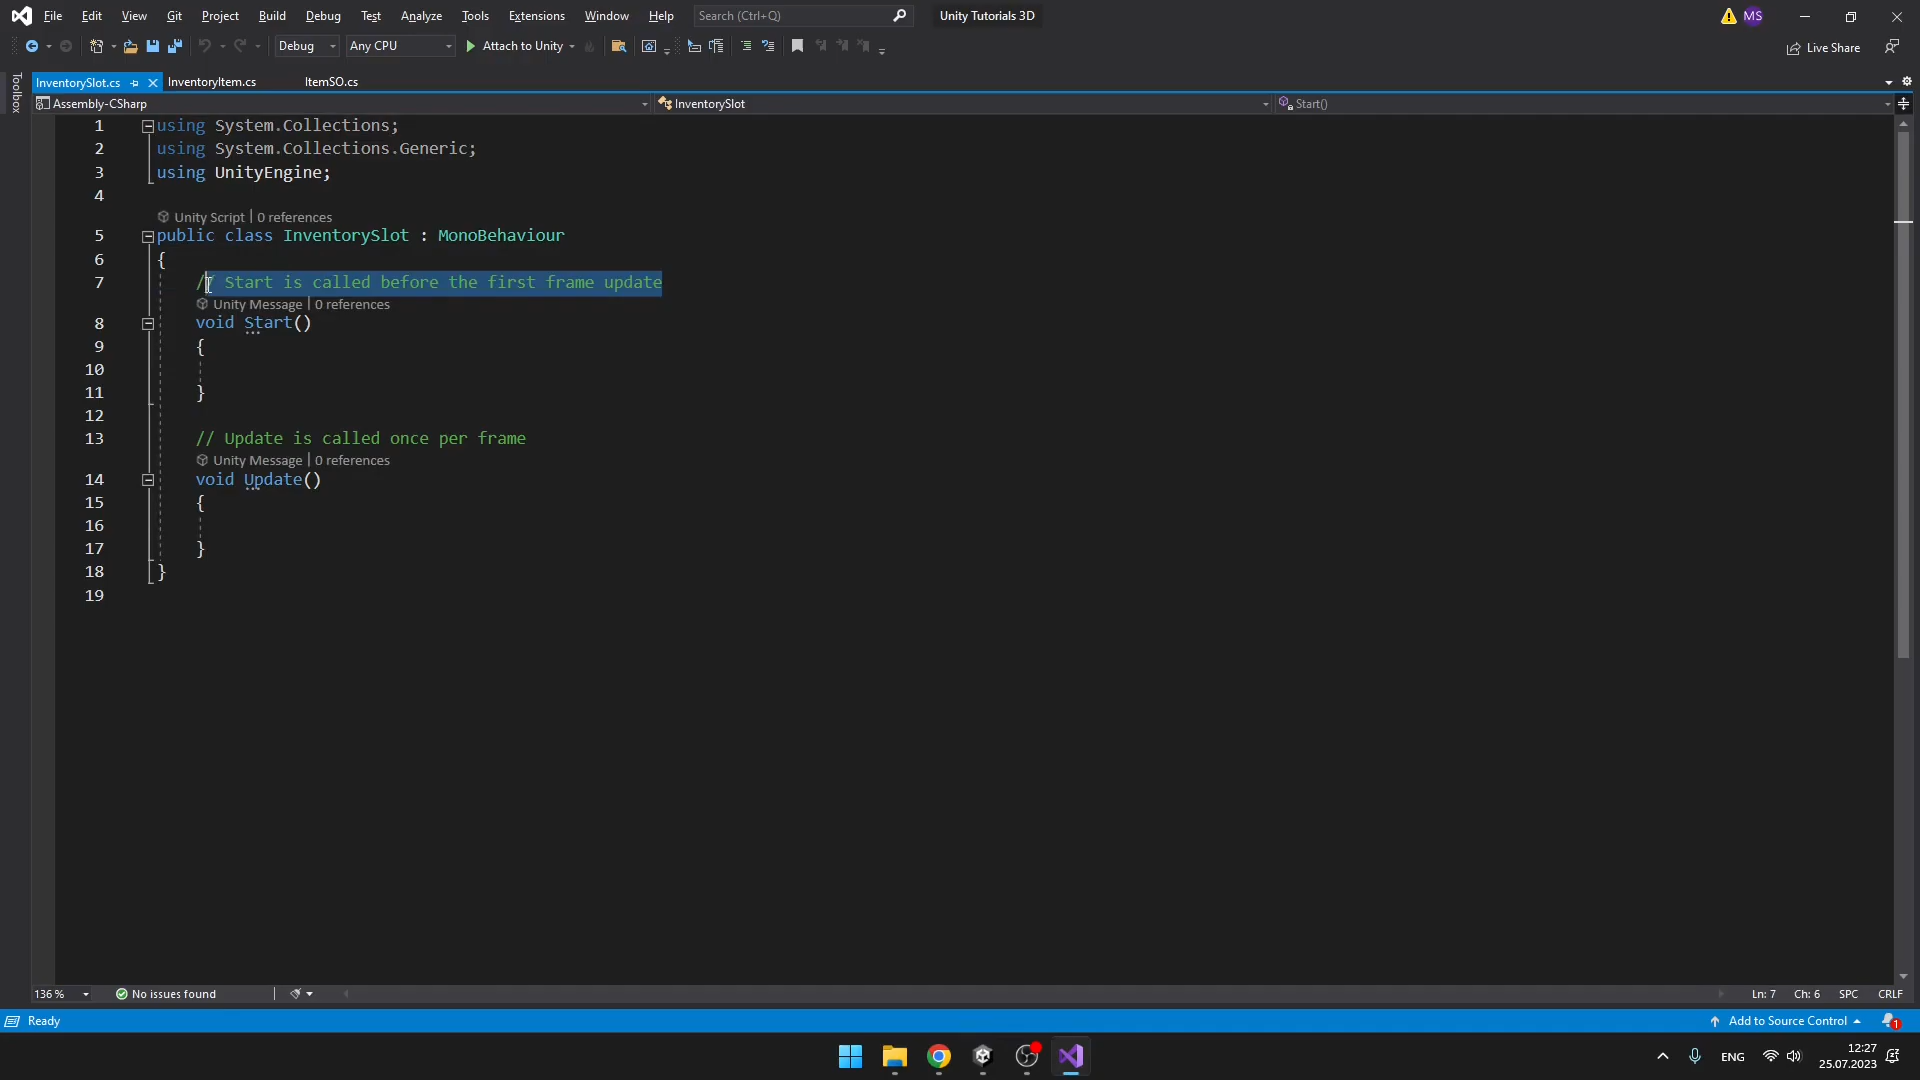 File Edit View Git Project Build Debug Test Analyze Tools Extensions Window Help Search (Ctrl+Q) Unity Tutorials 3D MS
Debug Any CPU Attach to Unity Live Share
Toolbox
InventorySlot.cs InventoryItem.cs ItemSO.cs
Assembly-CSharp InventorySlot Start()
1 using System.Collections;
2 using System.Collections.Generic;
3 using UnityEngine;
4
Unity Script | 0 references
5 public class InventorySlot : MonoBehaviour
6 {
7 // Start is called before the first frame update
Unity Message | 0 references
8 void Start()
9 {
10
11 }
12
13 // Update is called once per frame
Unity Message | 0 references
14 void Update()
15 {
16
17 }
18 }
19
136 % No issues found Ln: 7 Ch: 6 SPC CRLF
Ready Add to Source Control 1
ENG 12:27
25.07.2023